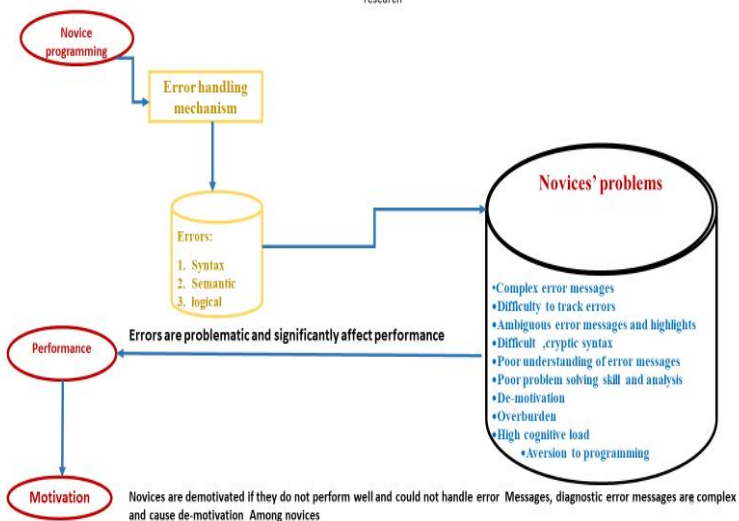 research
Novice
programming
Error handling
mechanism
Novices' problems
Errors:
1. Syntax
2. Semantic
3. logical
•Complex error messages
•Difficulty to track errors
•Ambiguous error messages and highlights
•Difficult ,cryptic syntax
•Poor understanding of error messages
•Poor problem solving skill and analysis
•De-motivation
•Overburden
•High cognitive load
•Aversion to programming
Errors are problematic and significantly affect performance
Performance
Motivation
Novices are demotivated if they do not perform well and could not handle error Messages, diagnostic error messages are complex
and cause de-motivation Among novices